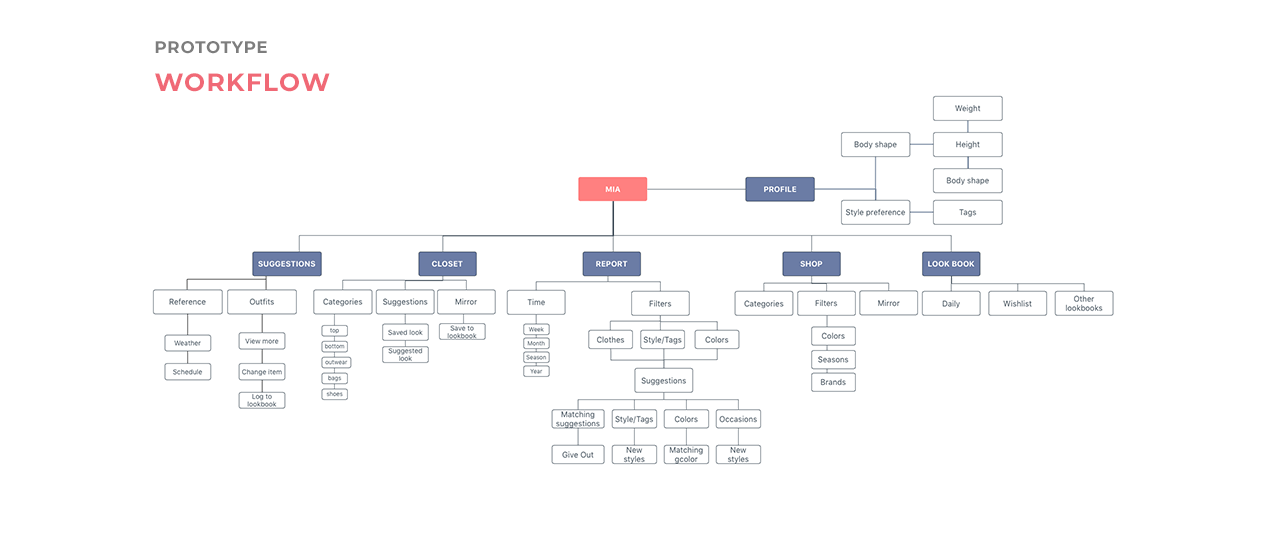 PROTOTYPE
WORKFLOW
Weight
Body shape
Height
Body shape
MIA
PROFILE
Style preference
Tags
SUGGESTIONS
CLOSET
REPORT
SHOP
LOOK BOOK
Reference
Outfits
Categories
Suggestions
Mirror
Time
Filters
Categories
Filters
Mirror
Daily
Wishlist
Other
lookbooks
Weather
Schedule
View more
Change item
Log to
lookbook
top
bottom
outwear
bags
shoes
Saved look
Suggested
look
Save to
lookbook
Week
Month
Season
Year
Clothes
Style/Tags
Colors
Suggestions
Matching
suggestions
Style/Tags
Colors
Occasions
Give Out
New
styles
Matching
gcolor
New
styles
Colors
Seasons
Brands